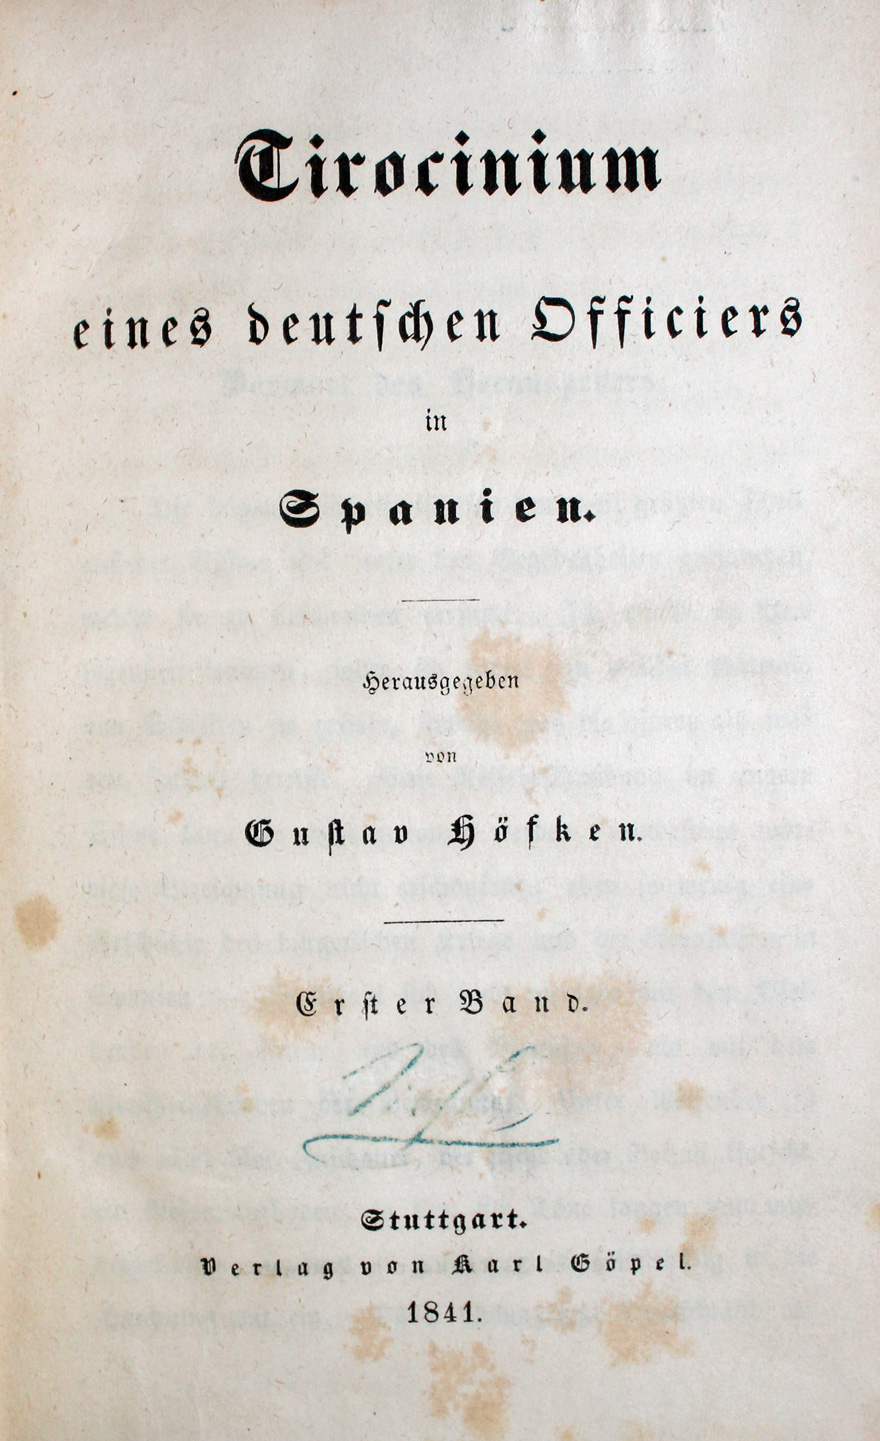 Tirocinium
eines deutschen Officiers
in
Spanien.
Herausgegeben
von
Gustav Höfken.
Erster Band.
Stuttgart.
Verlag von Karl Göpel.
1841.